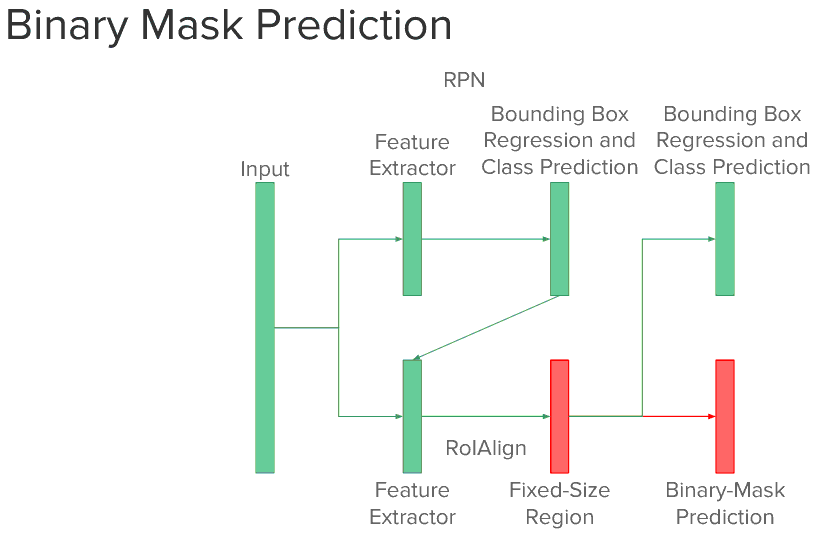 Binary Mask Prediction
RPN
Input
Feature
Extractor
Bounding Box
Regression and
Class Prediction
Bounding Box
Regression and
Class Prediction
RoIAlign
Feature
Extractor
Fixed-Size
Region
Binary-Mask
Prediction